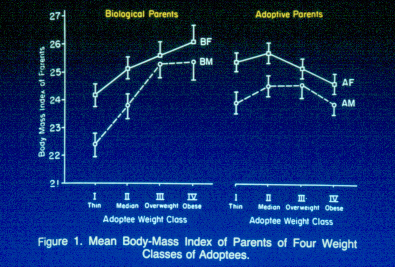 Biological Parents
Adoptive Parents
Body Mass Index of Parents
27
26
25
24
23
22
21
BF
BM
AF
AM
I II III IV
Thin Median Overweight Obese
Adoptee Weight Class
I II III IV
Thin Median Overweight Obese
Adoptee Weight Class
Figure 1. Mean Body-Mass Index of Parents of Four Weight
Classes of Adoptees.